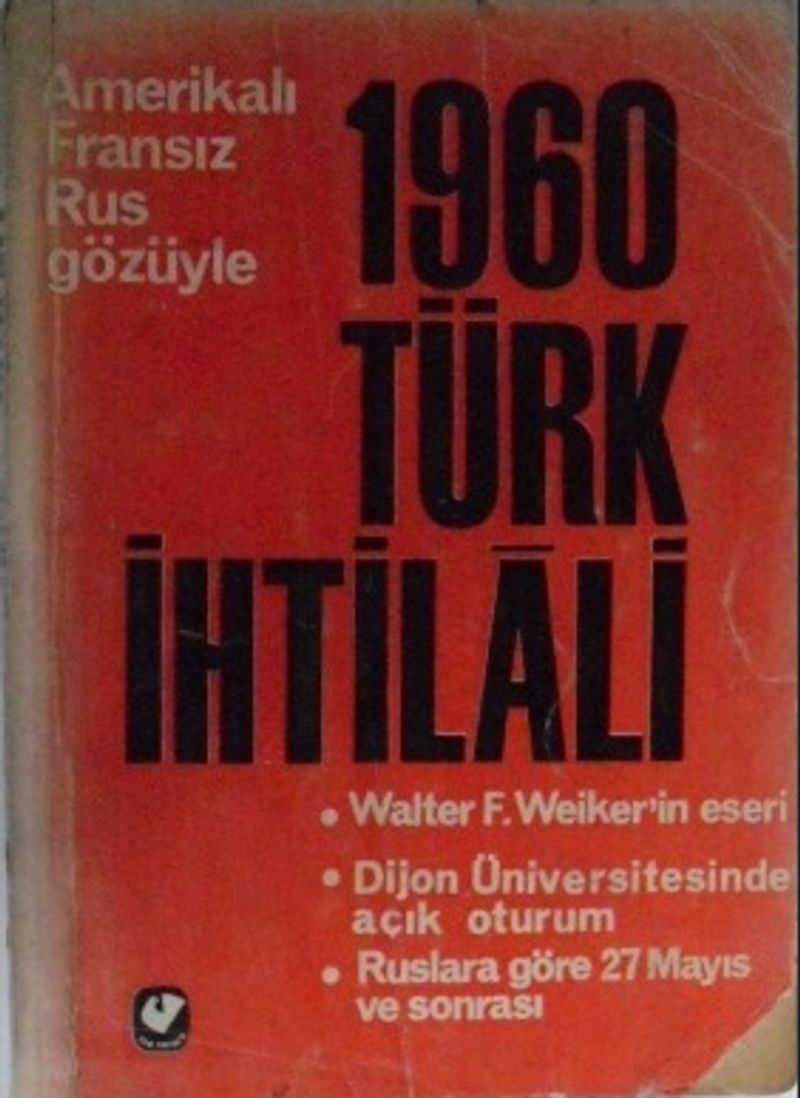 Amerikalı
Fransız
Rus
gözüyle
1960
TÜRK
İHTİLÂLİ
• Walter F. Weiker'in eseri
• Dijon Üniversitesinde
açık oturum
• Ruslara göre 27 Mayıs
ve sonrası